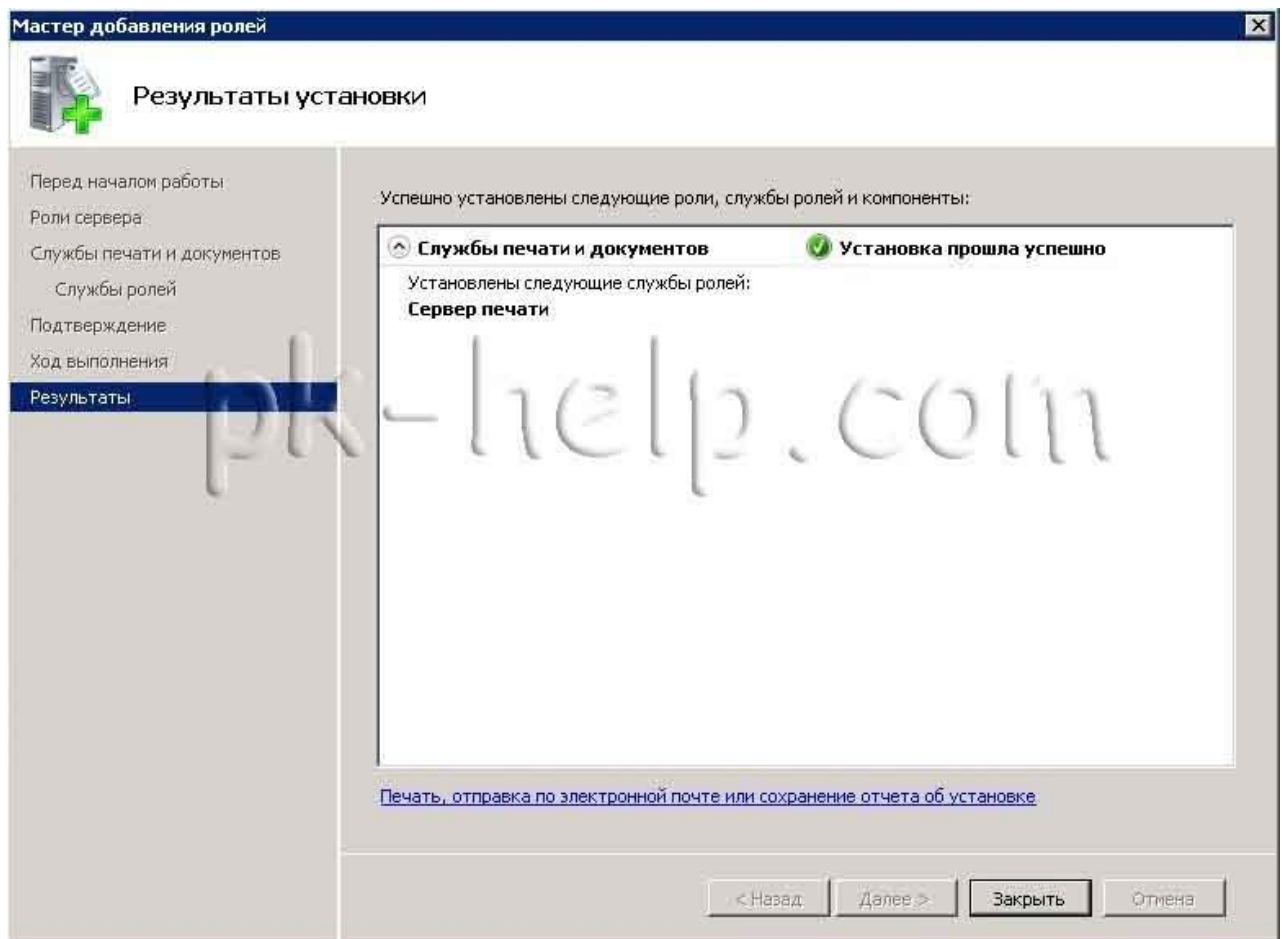 Мастер добавления ролей
Результаты установки
Перед началом работы
Роли сервера
Службы печати и документов
Службы ролей
Подтверждение
Ход выполнения
Результаты
Успешно установлены следующие роли, службы ролей и компоненты:
Службы печати и документов
Установка прошла успешно
Установлены следующие службы ролей:
Сервер печати
pk-help.com
Печать, отправка по электронной почте или сохранение отчета об установке
< Назад
Далее >
Закрыть
Отмена